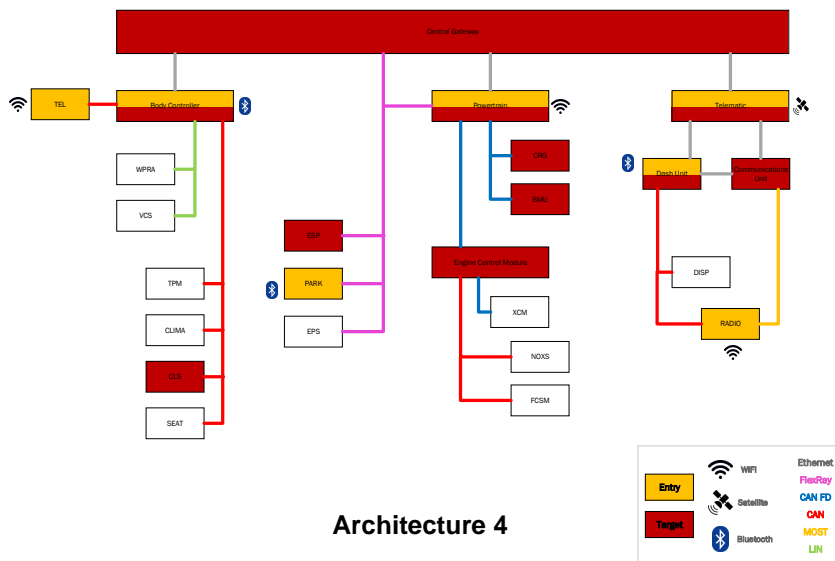 Central Gateway
TEL
Body Controller
Powertrain
Telematic
WPRA
VCS
CRG
BMU
Dash Unit
Communications
Unit
ESP
PARK
EPS
Engine Control Module
XCM
NOXS
FCSM
DISP
RADIO
TPM
CLIMA
CLS
SEAT
Architecture 4
Entry
Target
WiFi
Satellite
Bluetooth
Ethernet
FlexRay
CAN FD
CAN
MOST
LIN